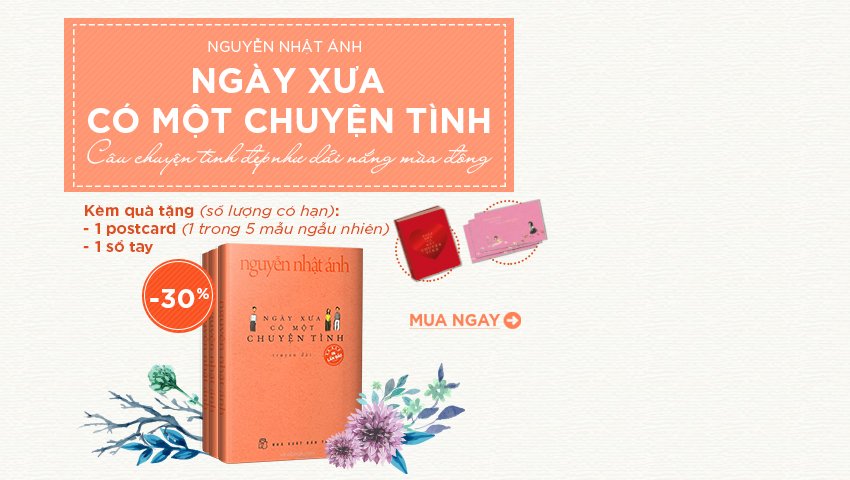 NGUYỄN NHẬT ÁNH
NGÀY XƯA
CÓ MỘT CHUYỆN TÌNH
Câu chuyện tình đẹp như dải nắng mùa đông
Kèm quà tặng (số lượng có hạn):
- 1 postcard (1 trong 5 mẫu ngẫu nhiên)
- 1 sổ tay
-30%
nguyễn nhật ánh
NGÀY XƯA
CÓ MỘT
CHUYỆN TÌNH
truyện dài
MUA NGAY